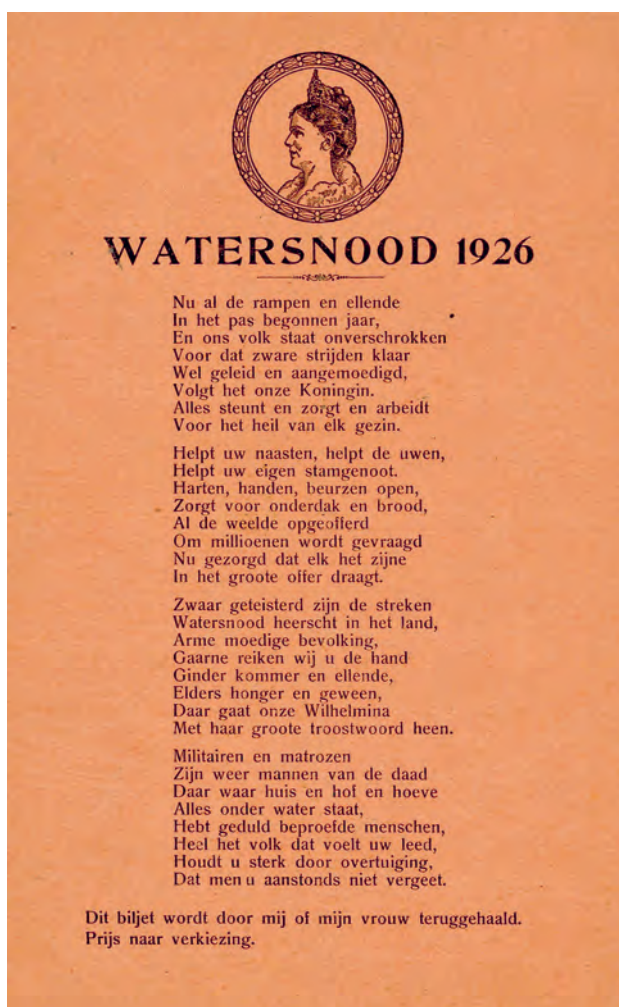 WATERSNOOD 1926
Nu al de rampen en ellende
In het pas begonnen jaar,
En ons volk staat onverschrokken
Voor dat zware strijden klaar
Wel geleid en aangemoedigd,
Volgt het onze Koningin.
Alles steunt en zorgt en arbeidt
Voor het heil van elk gezin.
Helpt uw naasten, helpt de uwen,
Helpt uw eigen stamgenoot.
Harten, handen, beurzen open,
Zorgt voor onderdak en brood,
Al de weelde opgeofferd
Om millioenen wordt gevraagd
Nu gezorgd dat elk het zijne
In het groote offer draagt.
Zwaar geteisterd zijn de streken
Watersnood heerscht in het land,
Arme moedige bevolking,
Gaarne reiken wij u de hand
Ginder kommer en ellende,
Elders honger en geween,
Daar gaat onze Wilhelmina
Met haar groote troostwoord heen.
Militairen en matrozen
Zijn weer mannen van de daad
Daar waar huis en hof en hoeve
Alles onder water staat,
Hebt geduld beproefde menschen,
Heel het volk dat voelt uw leed,
Houdt u sterk door overtuiging,
Dat men u aanstonds niet vergeet.
Dit biljet wordt door mij of mijn vrouw teruggehaald.
Prijs naar verkiezing.